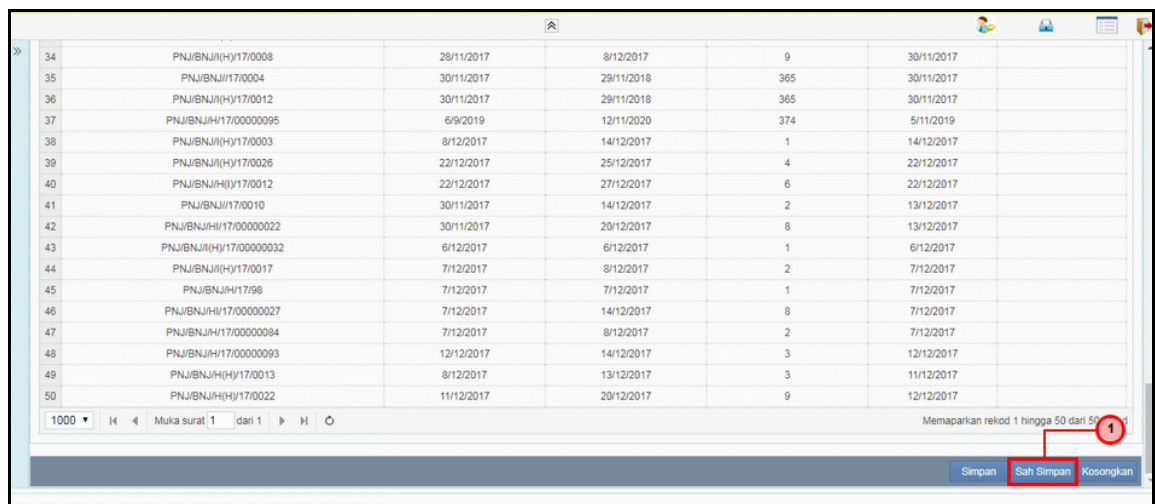 34 PNJ/BNJ/I(H)/17/0008 28/11/2017 8/12/2017 9 30/11/2017
35 PNJ/BNJ//17/0004 30/11/2017 29/11/2018 365 30/11/2017
36 PNJ/BNJ/I(H)/17/0012 30/11/2017 29/11/2018 365 30/11/2017
37 PNJ/BNJ/H/17/00000095 6/9/2019 12/11/2020 374 5/11/2019
38 PNJ/BNJ/I(H)/17/0003 8/12/2017 14/12/2017 1 14/12/2017
39 PNJ/BNJ/I(H)/17/0026 22/12/2017 25/12/2017 4 22/12/2017
40 PNJ/BNJ/H(I)/17/0012 22/12/2017 27/12/2017 6 22/12/2017
41 PNJ/BNJ//17/0010 30/11/2017 14/12/2017 2 13/12/2017
42 PNJ/BNJ/HI/17/00000022 30/11/2017 20/12/2017 8 13/12/2017
43 PNJ/BNJ/I(H)/17/00000032 6/12/2017 6/12/2017 1 6/12/2017
44 PNJ/BNJ/I(H)/17/0017 7/12/2017 8/12/2017 2 7/12/2017
45 PNJ/BNJ/H/17/98 7/12/2017 7/12/2017 1 7/12/2017
46 PNJ/BNJ/HI/17/00000027 7/12/2017 14/12/2017 8 7/12/2017
47 PNJ/BNJ/H/17/00000084 7/12/2017 8/12/2017 2 7/12/2017
48 PNJ/BNJ/H/17/00000093 12/12/2017 14/12/2017 3 12/12/2017
49 PNJ/BNJ/H(H)/17/0013 8/12/2017 13/12/2017 3 11/12/2017
50 PNJ/BNJ/H(H)/17/0022 11/12/2017 20/12/2017 9 12/12/2017
1000 Muka surat 1 dari 1 Memaparkan rekod 1 hingga 50 dari 50
1
Simpan Sah Simpan Kosongkan